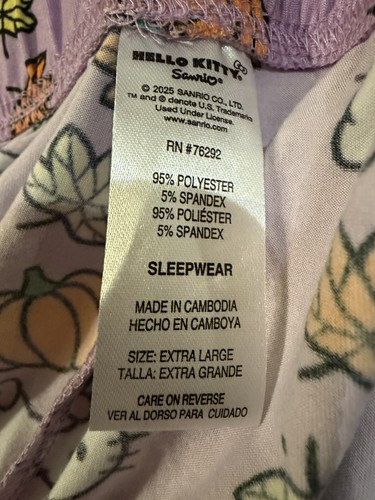 HELLO KITTY
Sanrio
© 2025 SANRIO CO., LTD.
™ and ® denote U.S. Trademarks
Used Under License.
www.sanrio.com
RN #76292
95% POLYESTER
5% SPANDEX
95% POLIÉSTER
5% SPANDEX
SLEEPWEAR
MADE IN CAMBODIA
HECHO EN CAMBOYA
SIZE: EXTRA LARGE
TALLA: EXTRA GRANDE
CARE ON REVERSE
VER AL DORSO PARA CUIDADO